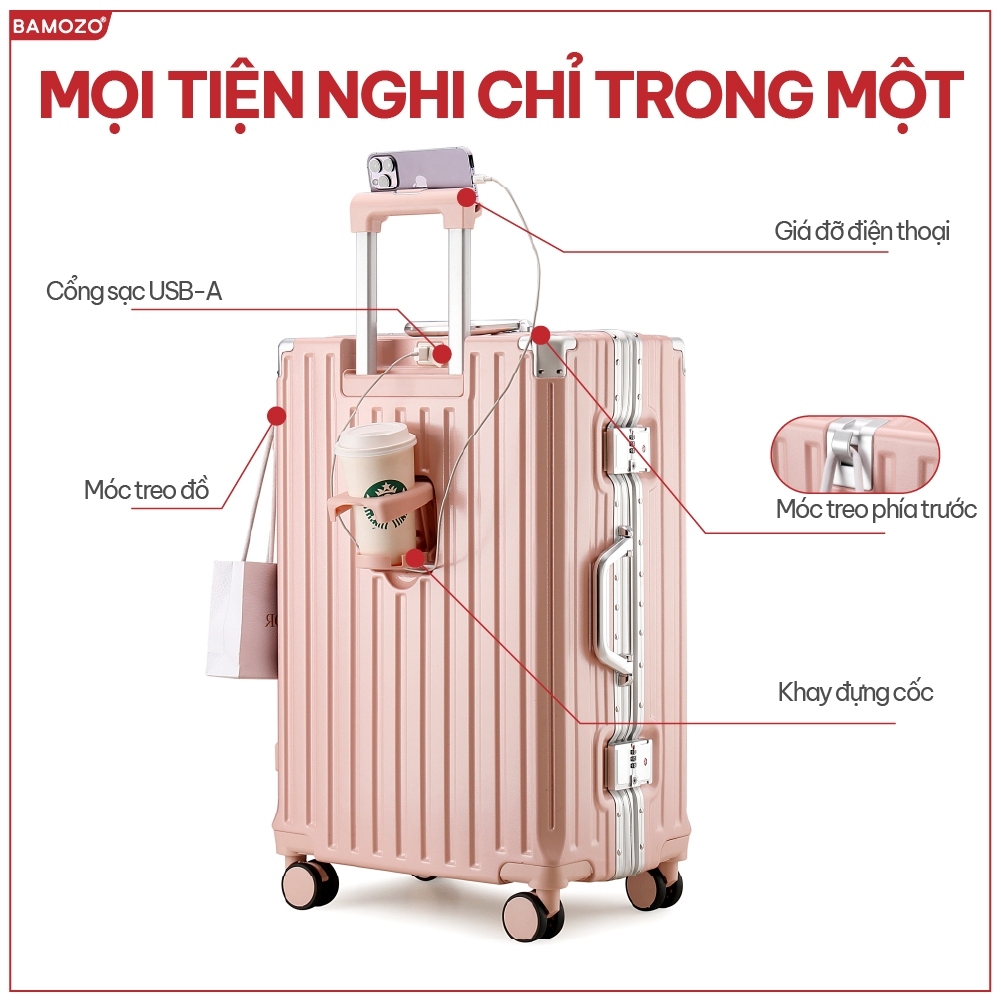 BAMOZO®
MỌI TIỆN NGHI CHỈ TRONG MỘT
Giá đỡ điện thoại
Cổng sạc USB-A
Móc treo đồ
Móc treo phía trước
Khay đựng cốc